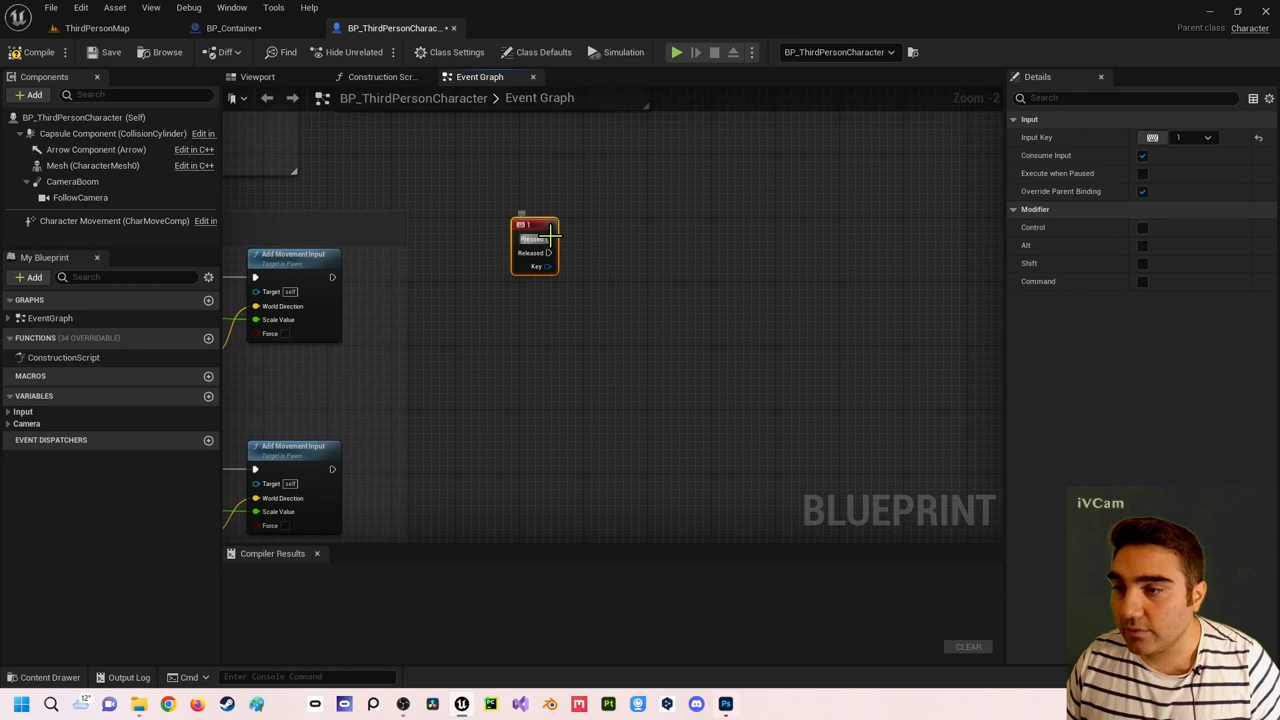 File Edit Asset View Debug Window Tools Help
ThirdPersonMap
BP_Container*
BP_ThirdPersonCharac... *
Parent class: Character
Compile
Save
Browse
Diff
Find
Hide Unrelated
Class Settings
Class Defaults
Simulation
BP_ThirdPersonCharacter
Components
Viewport
Construction Scr...
Event Graph
Details
Add
Search
BP_ThirdPersonCharacter > Event Graph
Zoom -2
Search
BP_ThirdPersonCharacter (Self)
Capsule Component (CollisionCylinder) Edit in
Arrow Component (Arrow) Edit in C++
Mesh (CharacterMesh0) Edit in C++
CameraBoom
FollowCamera
Character Movement (CharMoveComp) Edit in
Input
Input Key 1
Consume Input
Execute when Paused
Override Parent Binding
Modifier
Control
Alt
Shift
Command
My Blueprint
Add
Search
GRAPHS
EventGraph
FUNCTIONS (34 OVERRIDABLE)
ConstructionScript
MACROS
VARIABLES
Input
Camera
EVENT DISPATCHERS
1
Pressed
Released
Key
Add Movement Input
Target is Pawn
Target self
World Direction
Scale Value
Force
Add Movement Input
Target is Pawn
Target self
World Direction
Scale Value
Force
BLUEPRINT
iVCam
Compiler Results
CLEAR
Content Drawer
Output Log
Cmd
Enter Console Command
12°